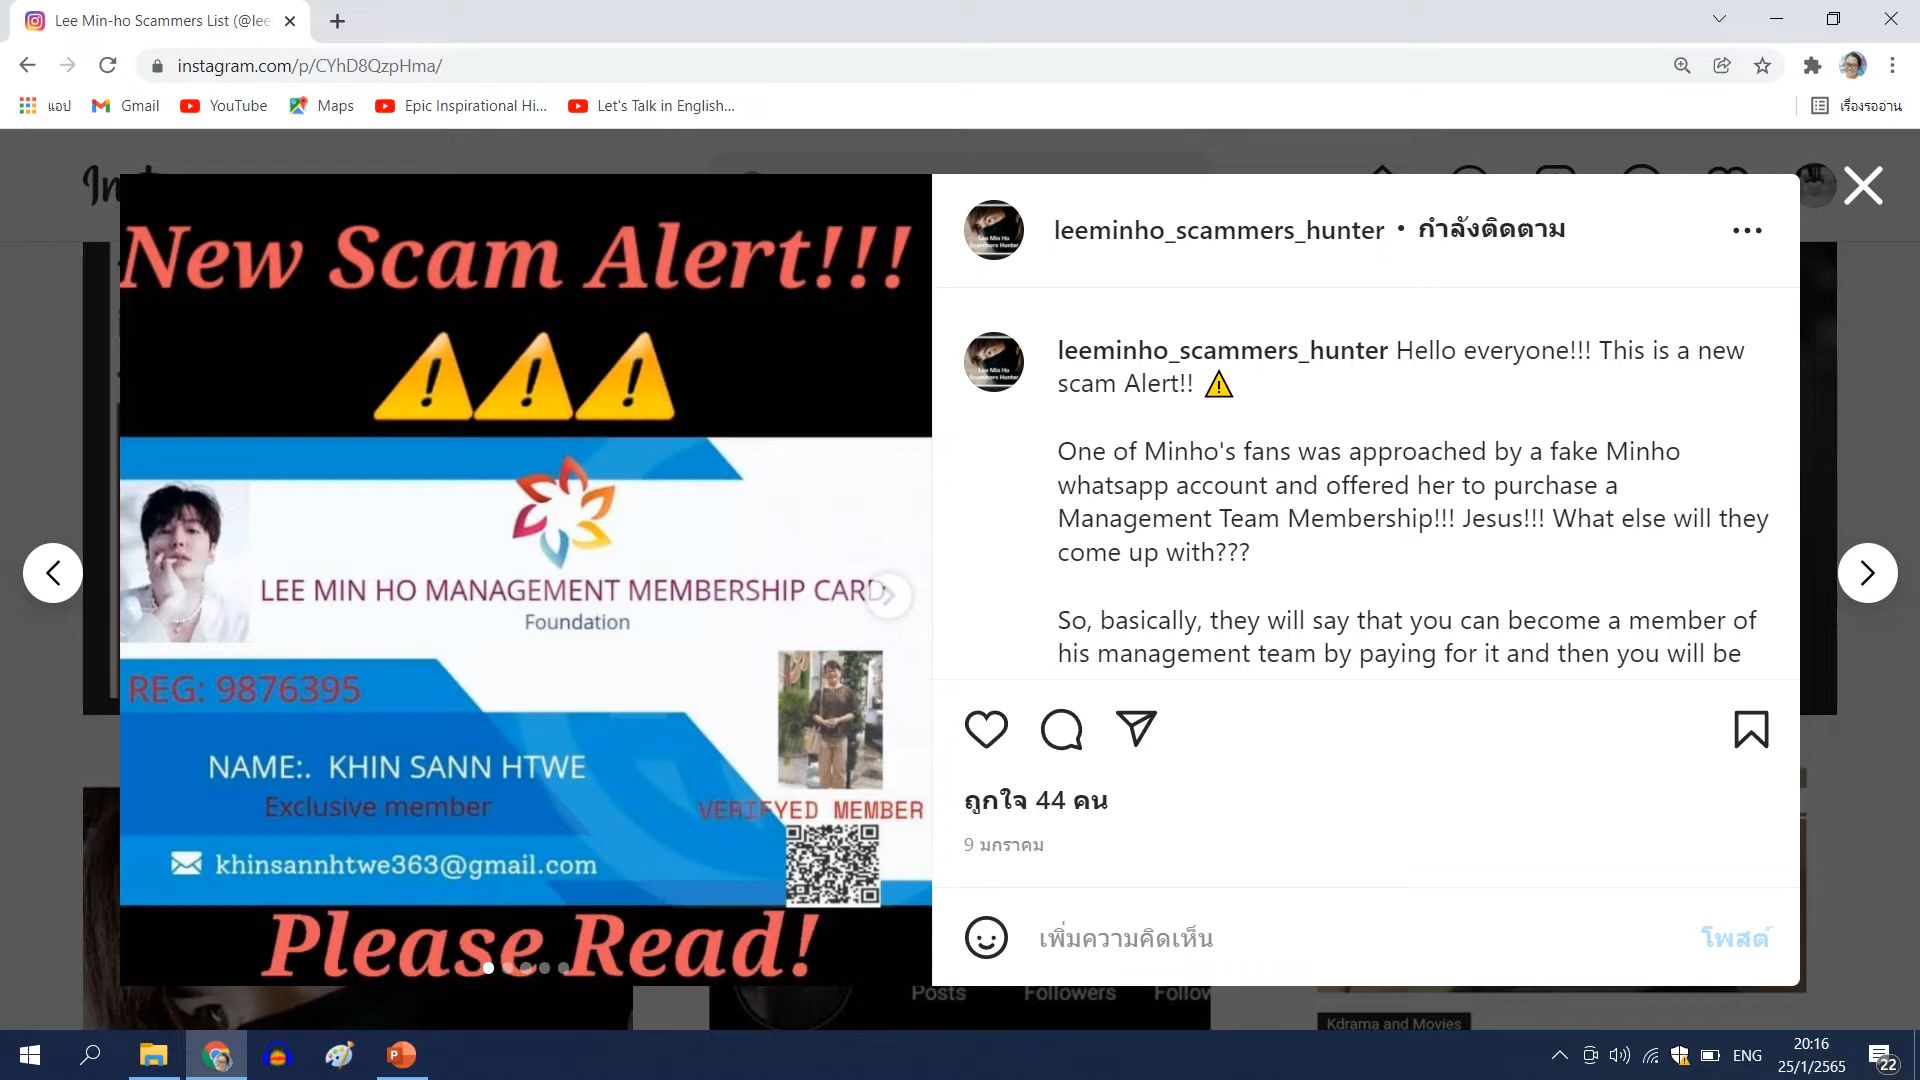 Lee Min-ho Scammers List (@lee
instagram.com/p/CYhD8QzpHma/
แอป
Gmail
YouTube
Maps
Epic Inspirational Hi...
Let's Talk in English...
เรื่องรออ่าน
New Scam Alert!!!
LEE MIN HO MANAGEMENT MEMBERSHIP CARD
Foundation
REG: 9876395
NAME:. KHIN SANN HTWE
Exclusive member
VERIFYED MEMBER
khinsannhtwe363@gmail.com
Please Read!
leeminho_scammers_hunter • กำลังติดตาม
leeminho_scammers_hunter Hello everyone!!! This is a new
scam Alert!! ⚠
One of Minho's fans was approached by a fake Minho
whatsapp account and offered her to purchase a
Management Team Membership!!! Jesus!!! What else will they
come up with???
So, basically, they will say that you can become a member of
his management team by paying for it and then you will be
ถูกใจ 44 คน
9 มกราคม
เพิ่มความคิดเห็น
โพสต์
Posts
Followers
Follow
Kdrama and Movies
ENG
20:16
25/1/2565
22